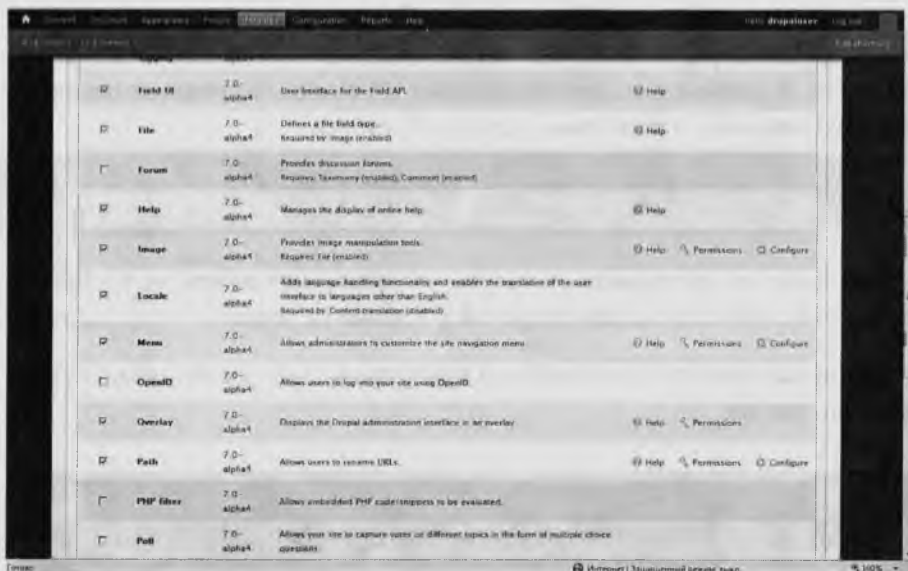 Appearance Modules Configuration Reports Help
Hello drupaluser Log out
Field UI 7.0-alpha4 User interface for the Field API. Help
File 7.0-alpha4 Defines a file field type. Help
Required by: Image (enabled)
Forum 7.0-alpha4 Provides discussion forums.
Requires: Taxonomy (enabled), Comment (enabled)
Help 7.0-alpha4 Manages the display of online help. Help
Image 7.0-alpha4 Provides image manipulation tools. Help Permissions Configure
Requires: File (enabled)
Locale 7.0-alpha4 Adds language handling functionality and enables the translation of the user
interface to languages other than English.
Required by: Content translation (disabled)
Menu 7.0-alpha4 Allows administrators to customize the site navigation menu. Help Permissions Configure
OpenID 7.0-alpha4 Allows users to log into your site using OpenID.
Overlay 7.0-alpha4 Displays the Drupal administration interface in an overlay. Help Permissions
Path 7.0-alpha4 Allows users to rename URLs. Help Permissions Configure
PHP filter 7.0-alpha4 Allows embedded PHP code/snippets to be evaluated.
Poll 7.0-alpha4 Allows your site to capture votes on different topics in the form of multiple choice
questions.
Готово Интернет | Защищенный режим: выкл. 100%